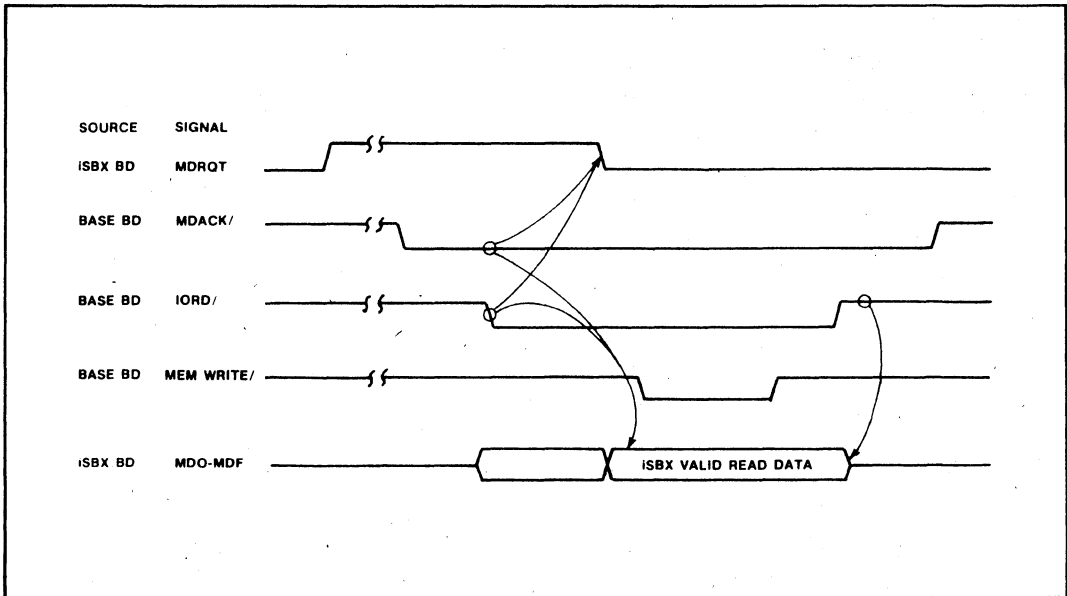 SOURCE SIGNAL
iSBX BD MDRQT
BASE BD MDACK/
BASE BD IORD/
BASE BD MEM WRITE/
iSBX BD MDO-MDF
iSBX VALID READ DATA